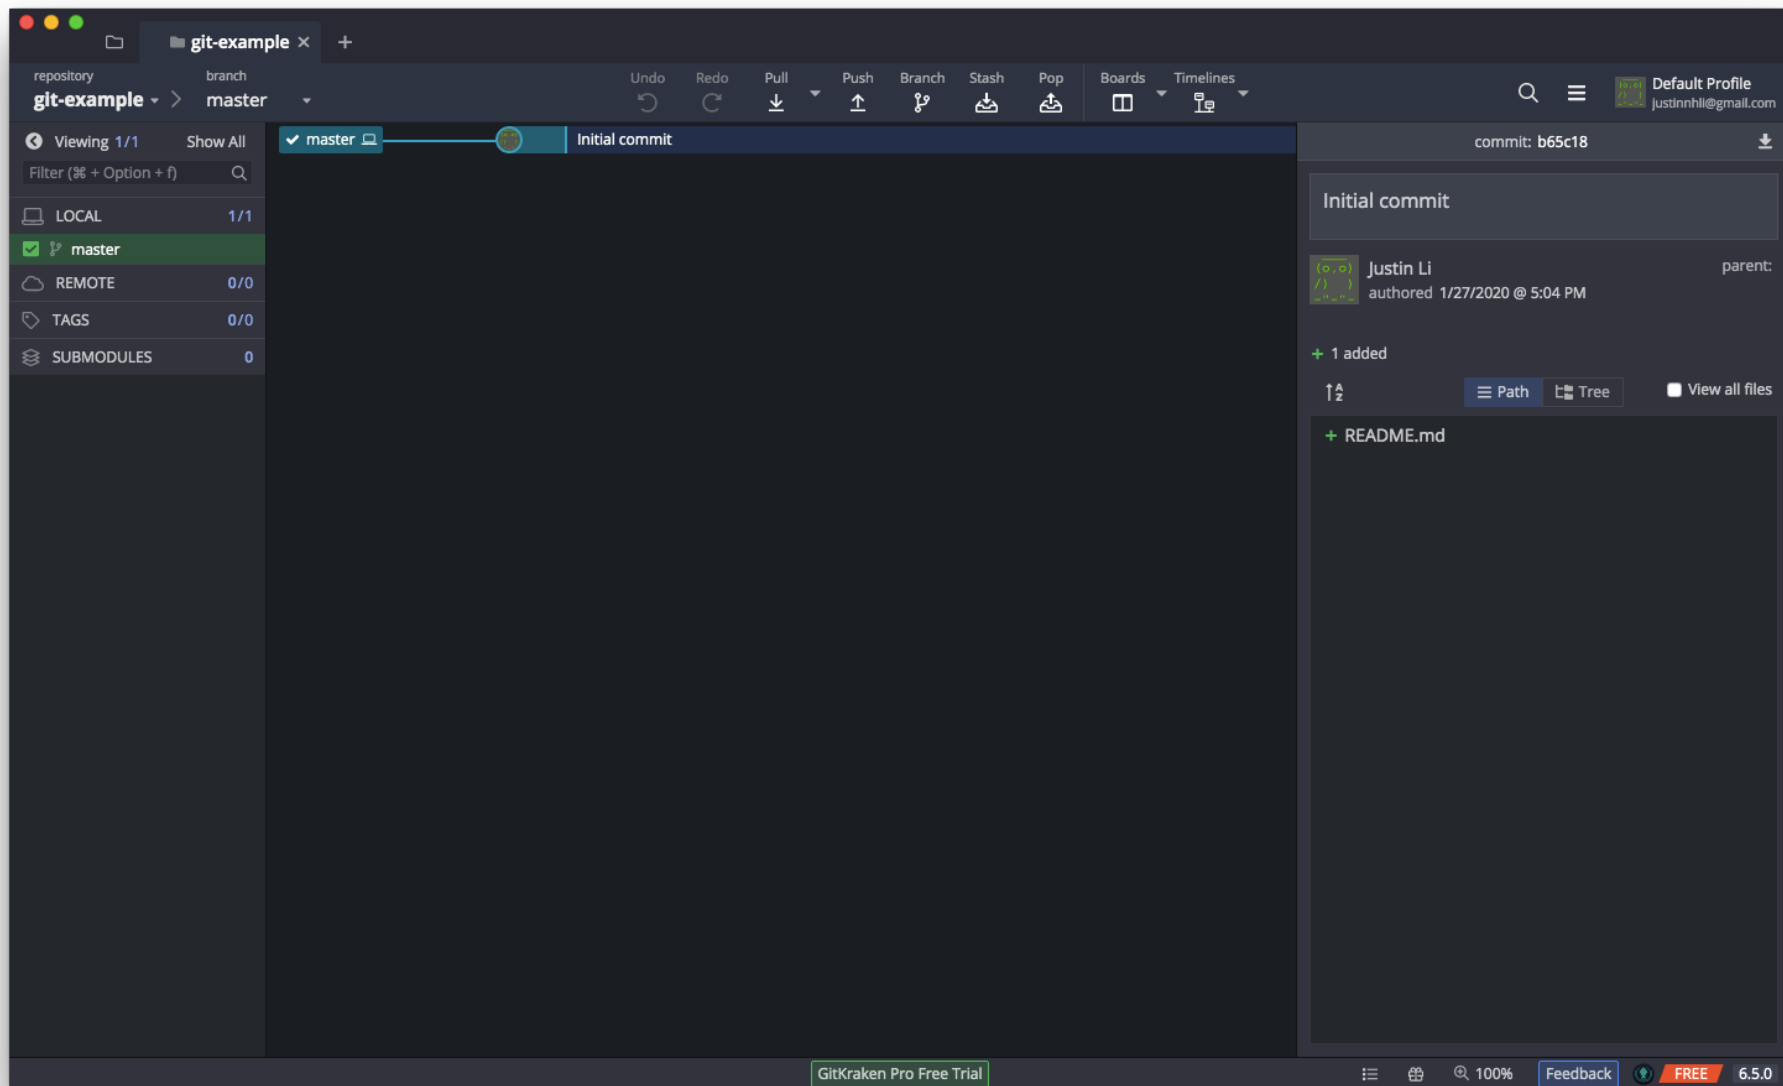 git-example
repository
git-example
branch
master
Undo
Redo
Pull
Push
Branch
Stash
Pop
Boards
Timelines
Default Profile
justinnhli@gmail.com
Viewing 1/1
Show All
Filter (⌘ + Option + f)
LOCAL 1/1
master
REMOTE 0/0
TAGS 0/0
SUBMODULES 0
master
Initial commit
commit: b65c18
Initial commit
Justin Li
parent:
authored 1/27/2020 @ 5:04 PM
+ 1 added
A
Z
Path
Tree
View all files
+ README.md
GitKraken Pro Free Trial
100%
Feedback
FREE
6.5.0